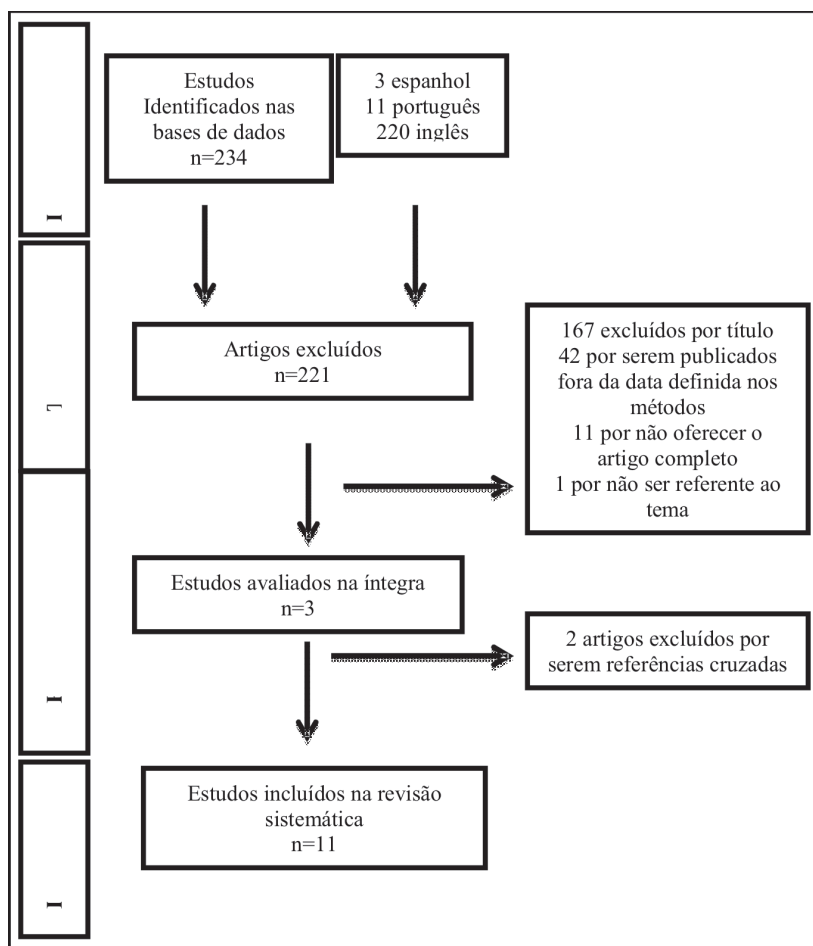 Estudos
Identificados nas
bases de dados
n=234
3 espanhol
11 português
220 inglês
Artigos excluídos
n=221
167 excluídos por título
42 por serem publicados
fora da data definida nos
métodos
11 por não oferecer o
artigo completo
1 por não ser referente ao
tema
Estudos avaliados na íntegra
n=3
2 artigos excluídos por
serem referências cruzadas
Estudos incluídos na revisão
sistemática
n=11